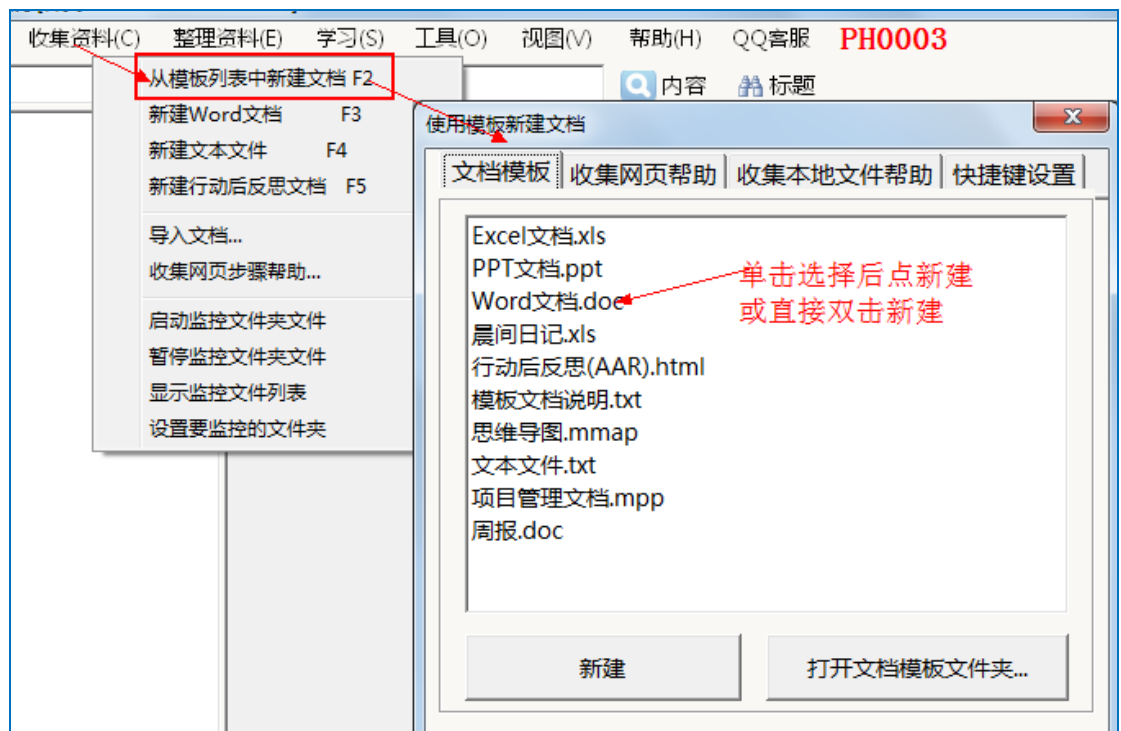 收集资料(C) 整理资料(E) 学习(S) 工具(O) 视图(V) 帮助(H) QQ客服 PH0003
内容 标题
从模板列表中新建文档 F2
新建Word文档 F3
新建文本文件 F4
新建行动后反思文档 F5
导入文档...
收集网页步骤帮助...
启动监控文件夹文件
暂停监控文件夹文件
显示监控文件列表
设置要监控的文件夹
使用模板新建文档
文档模板 收集网页帮助 收集本地文件帮助 快捷键设置
Excel文档.xls
PPT文档.ppt
Word文档.doc
晨间日记.xls
行动后反思(AAR).html
模板文档说明.txt
思维导图.mmap
文本文件.txt
项目管理文档.mpp
周报.doc
单击选择后点新建
或直接双击新建
新建 打开文档模板文件夹...